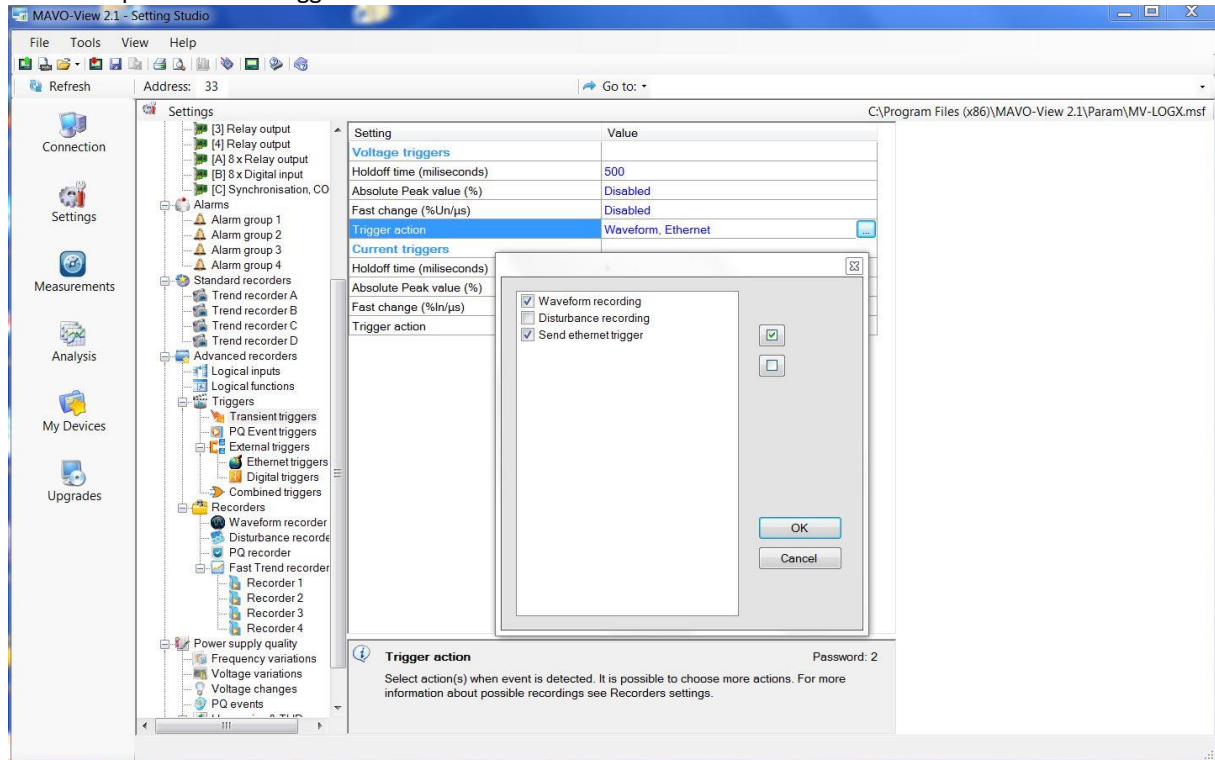 MAVO-View 2.1 - Setting Studio
File Tools View Help
Refresh Address: 33 Go to:
Settings C:\Program Files (x86)\MAVO-View 2.1\Param\MV-LOGX.msf
Connection
Settings
Measurements
Analysis
My Devices
Upgrades
[3] Relay output
[4] Relay output
[A] 8 x Relay output
[B] 8 x Digital input
[C] Synchronisation, CO
Alarms
Alarm group 1
Alarm group 2
Alarm group 3
Alarm group 4
Standard recorders
Trend recorder A
Trend recorder B
Trend recorder C
Trend recorder D
Advanced recorders
Logical inputs
Logical functions
Triggers
Transient triggers
PQ Event triggers
External triggers
Ethernet triggers
Digital triggers
Combined triggers
Recorders
Waveform recorder
Disturbance recorde
PQ recorder
Fast Trend recorder
Recorder 1
Recorder 2
Recorder 3
Recorder 4
Power supply quality
Frequency variations
Voltage variations
Voltage changes
PQ events
Setting Value
Voltage triggers
Holdoff time (miliseconds) 500
Absolute Peak value (%) Disabled
Fast change (%Un/µs) Disabled
Trigger action Waveform, Ethernet ...
Current triggers
Holdoff time (miliseconds)
Absolute Peak value (%)
Fast change (%In/µs)
Trigger action
Waveform recording
Disturbance recording
Send ethernet trigger
OK
Cancel
Trigger action Password: 2
Select action(s) when event is detected. It is possible to choose more actions. For more
information about possible recordings see Recorders settings.